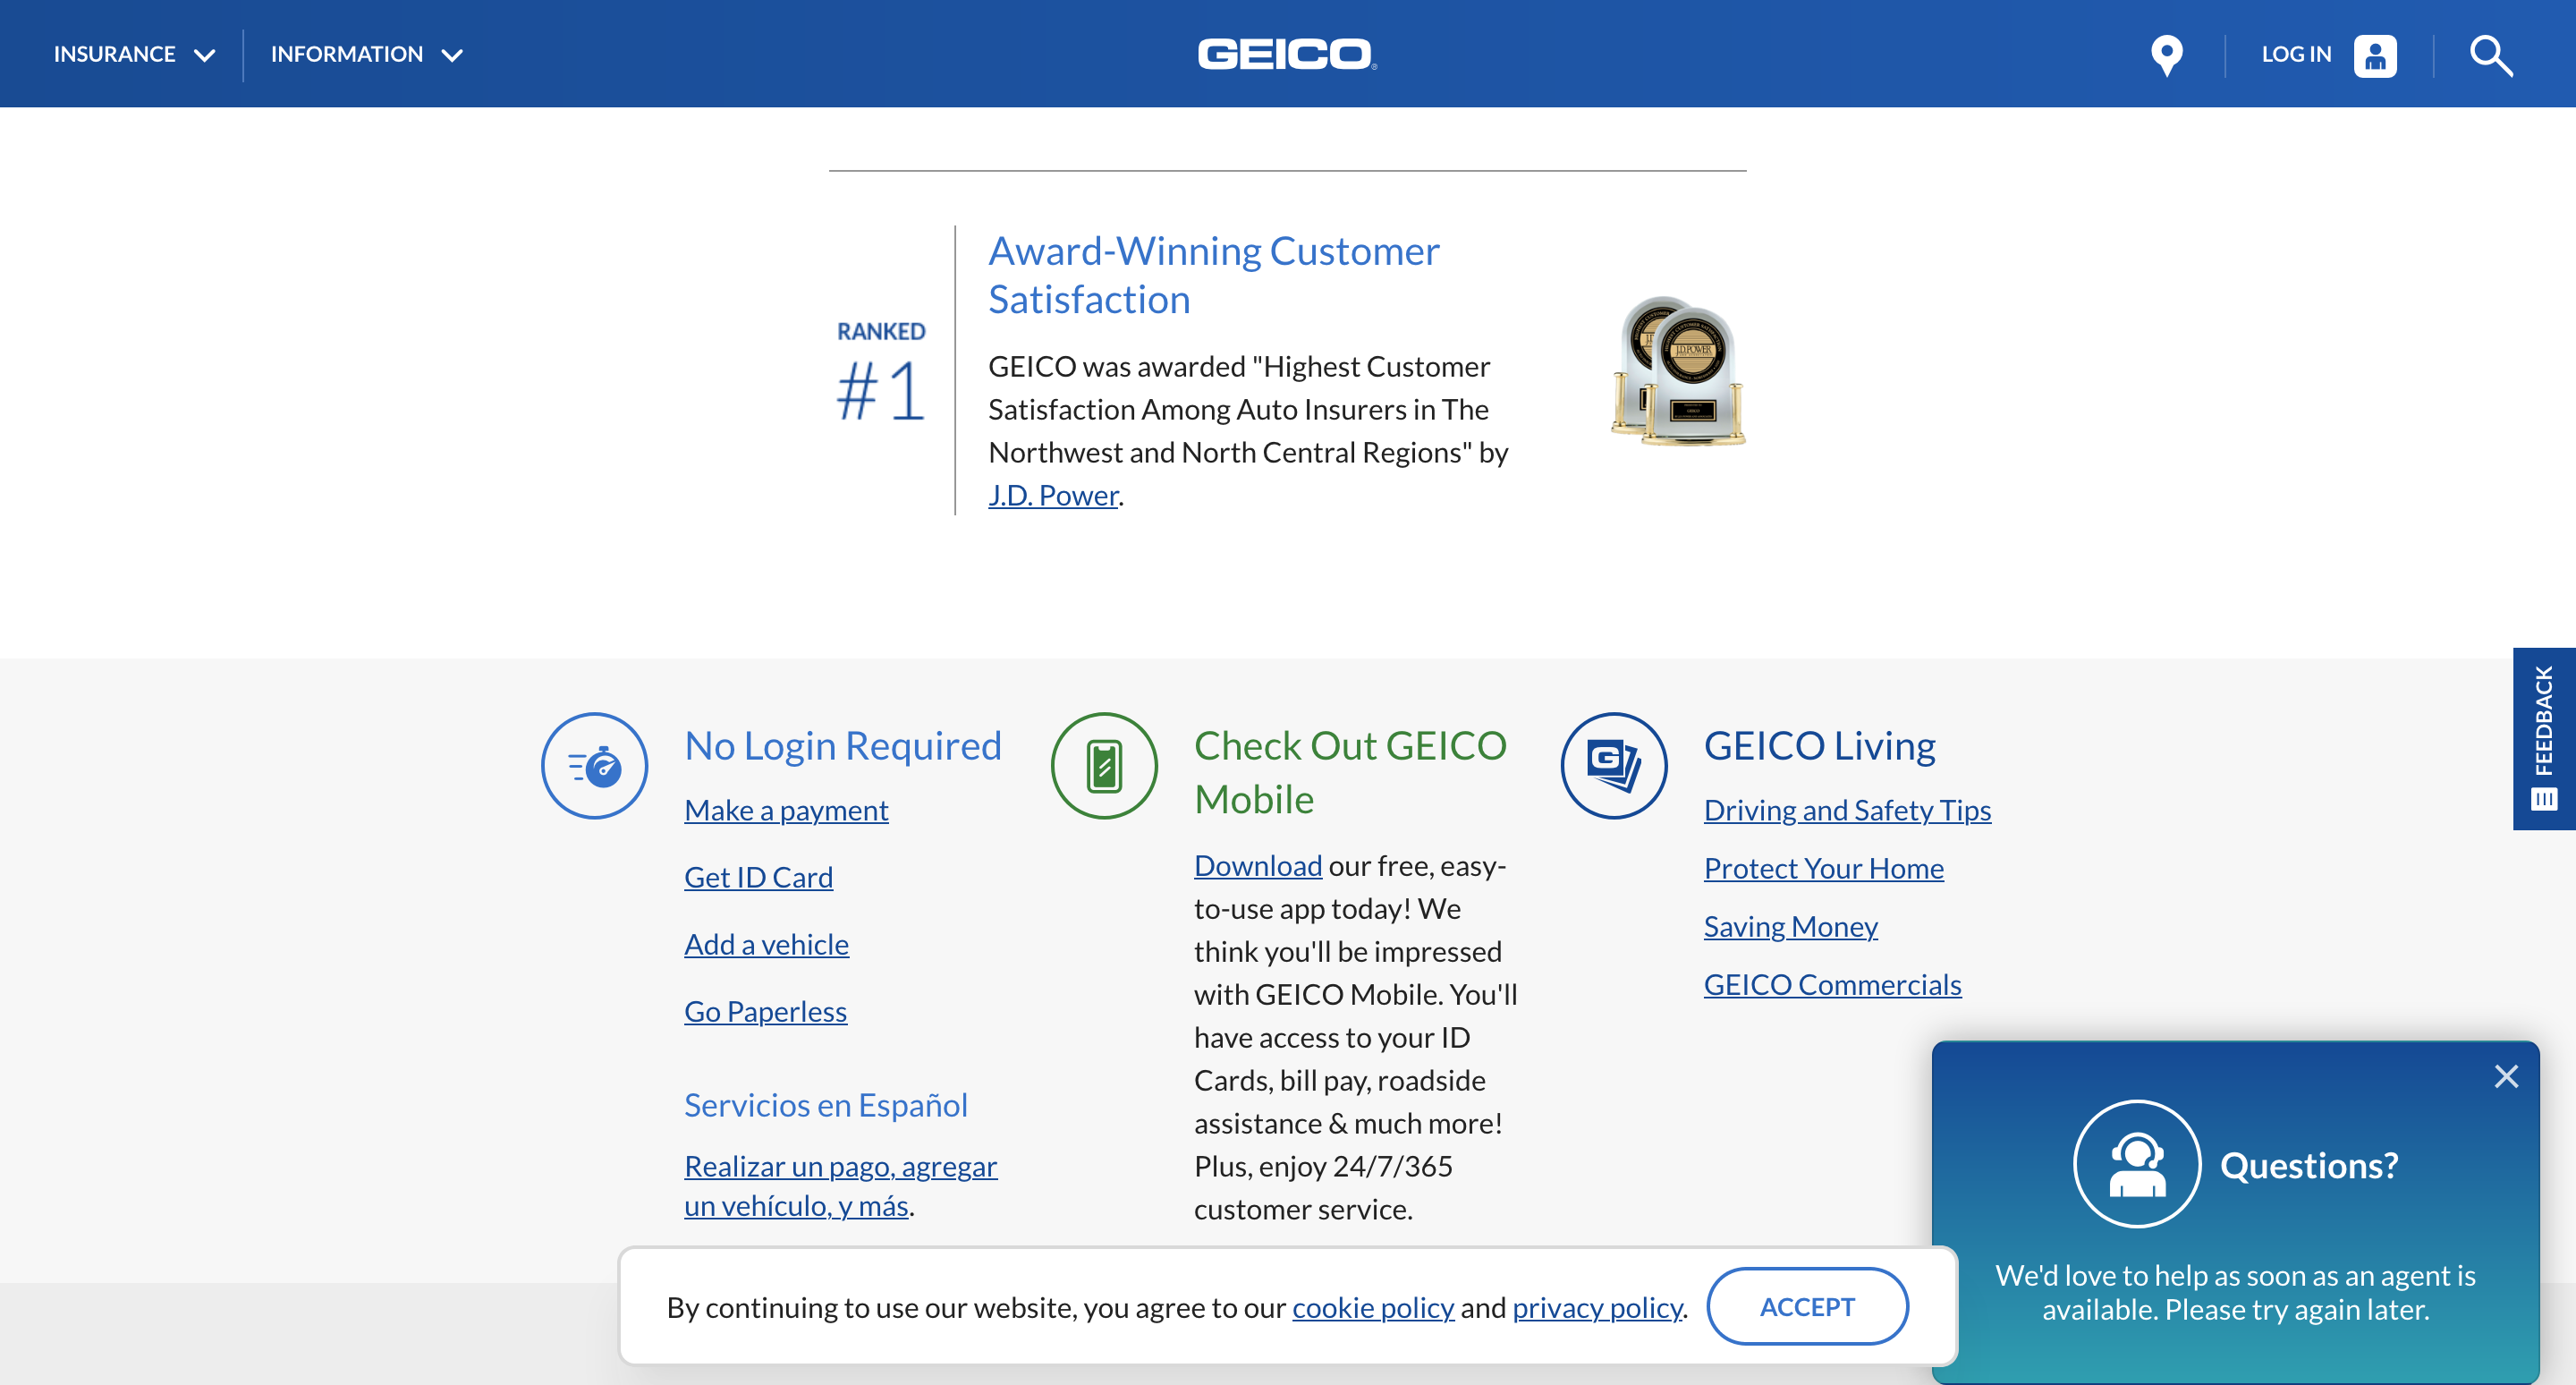 INSURANCE
INFORMATION
GEICO
LOG IN
RANKED
#1
Award-Winning Customer
Satisfaction
GEICO was awarded "Highest Customer
Satisfaction Among Auto Insurers in The
Northwest and North Central Regions" by
J.D. Power.
J.D. POWER
FEEDBACK
No Login Required
Make a payment
Get ID Card
Add a vehicle
Go Paperless
Servicios en Español
Realizar un pago, agregar
un vehículo, y más.
Check Out GEICO
Mobile
Download our free, easy-
to-use app today! We
think you'll be impressed
with GEICO Mobile. You'll
have access to your ID
Cards, bill pay, roadside
assistance & much more!
Plus, enjoy 24/7/365
customer service.
G
GEICO Living
Driving and Safety Tips
Protect Your Home
Saving Money
GEICO Commercials
Questions?
We'd love to help as soon as an agent is
available. Please try again later.
By continuing to use our website, you agree to our cookie policy and privacy policy.
ACCEPT